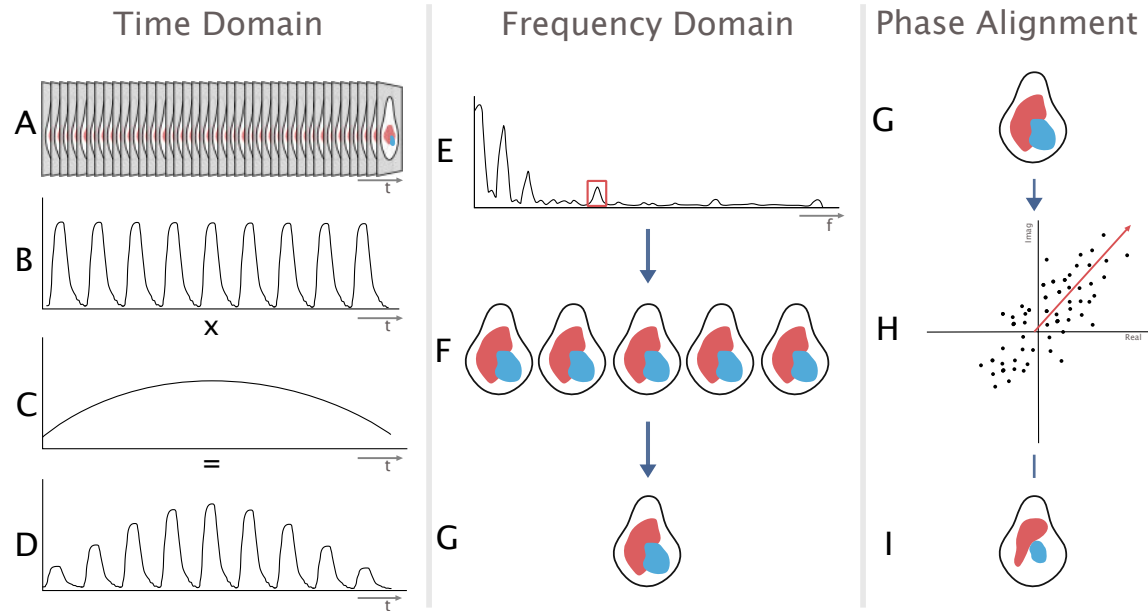 Time Domain
A
t
B
t
x
C
t
=
D
t
Frequency Domain
E
f
F
G
Phase Alignment
G
Imag
H
Real
I